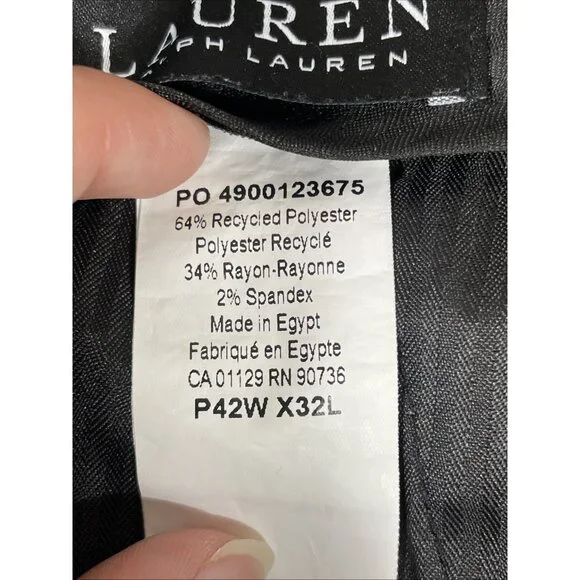 LAUREN
RALPH LAUREN
PO 4900123675
64% Recycled Polyester
Polyester Recyclé
34% Rayon-Rayonne
2% Spandex
Made in Egypt
Fabriqué en Egypte
CA 01129 RN 90736
P42W X32L